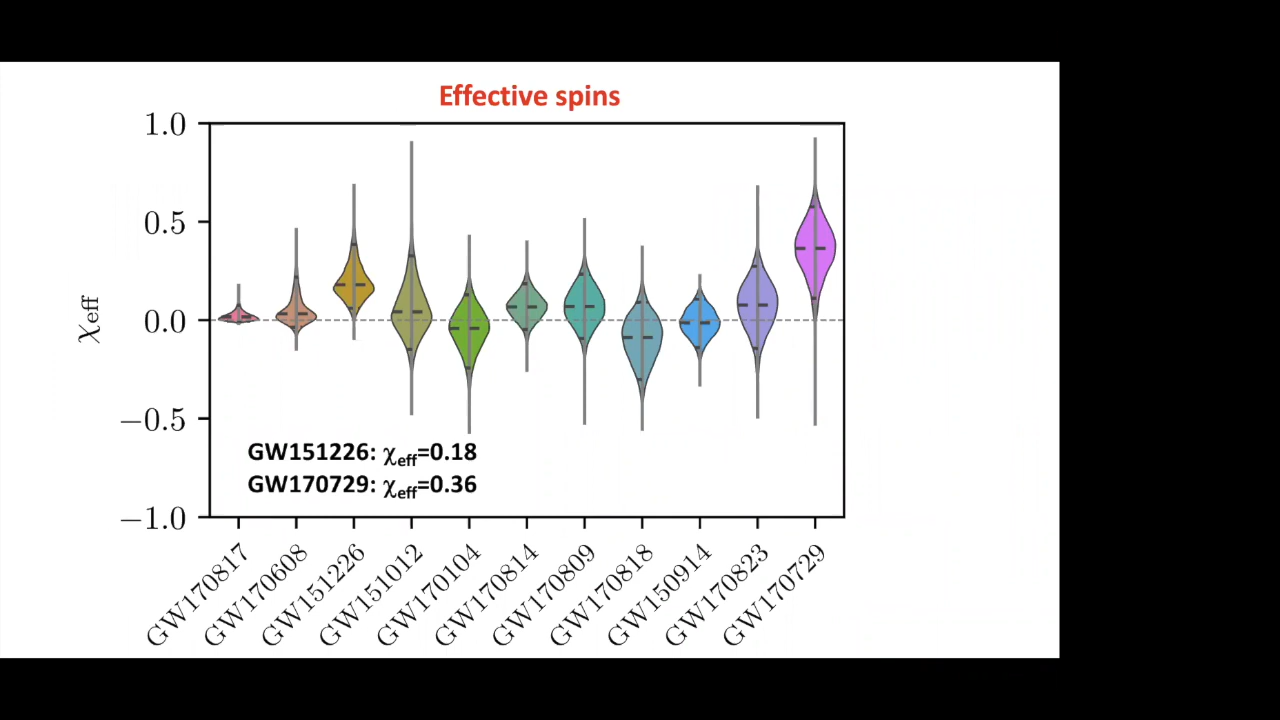 Effective spins
1.0
0.5
0.0
−0.5
−1.0
χeff
GW151226: χeff=0.18
GW170729: χeff=0.36
GW170817
GW170608
GW151226
GW151012
GW170104
GW170814
GW170809
GW170818
GW150914
GW170823
GW170729